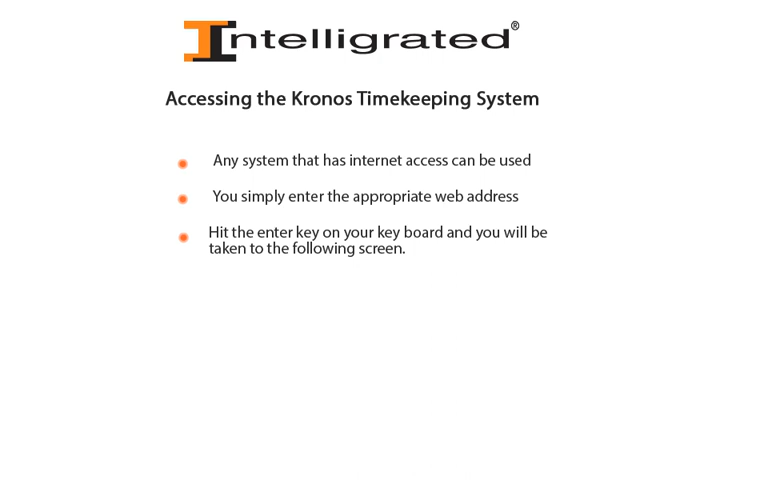 Intelligrated®
Accessing the Kronos Timekeeping System
Any system that has internet access can be used
You simply enter the appropriate web address
Hit the enter key on your key board and you will be
taken to the following screen.